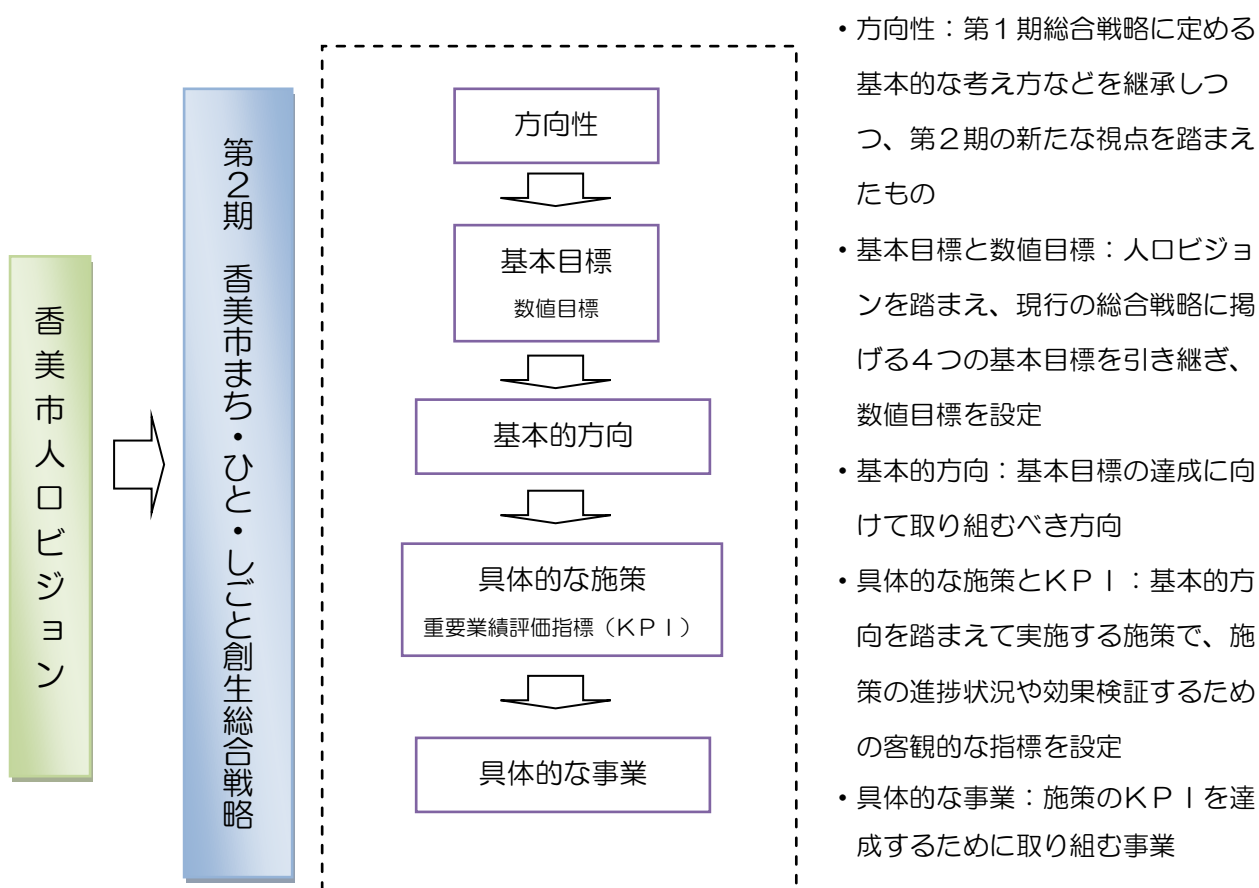 香美市人口ビジョン
第2期 香美市まち・ひと・しごと創生総合戦略
方向性
基本目標
数値目標
基本的方向
具体的な施策
重要業績評価指標（ＫＰＩ）
具体的な事業
・方向性：第１期総合戦略に定める
基本的な考え方などを継承しつ
つ、第２期の新たな視点を踏まえ
たもの
・基本目標と数値目標：人口ビジョ
ンを踏まえ、現行の総合戦略に掲
げる４つの基本目標を引き継ぎ、
数値目標を設定
・基本的方向：基本目標の達成に向
けて取り組むべき方向
・具体的な施策とＫＰＩ：基本的方
向を踏まえて実施する施策で、施
策の進捗状況や効果検証するため
の客観的な指標を設定
・具体的な事業：施策のＫＰＩを達
成するために取り組む事業